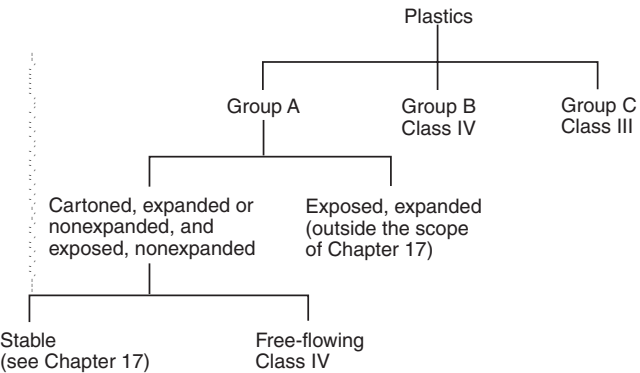 Plastics
Group A
Group B
Class IV
Group C
Class III
Cartoned, expanded or
nonexpanded, and
exposed, nonexpanded
Exposed, expanded
(outside the scope
of Chapter 17)
Stable
(see Chapter 17)
Free-flowing
Class IV